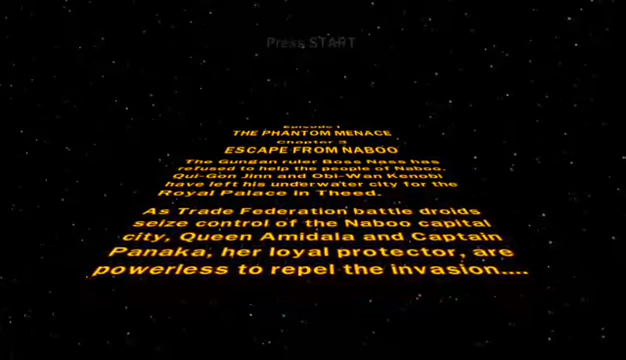 Press START
Episode I
THE PHANTOM MENACE
Chapter 3
ESCAPE FROM NABOO
The Gungan ruler Boss Nass has
refused to help the people of Naboo.
Qui-Gon Jinn and Obi-Wan Kenobi
have left his underwater city for the
Royal Palace in Theed.
As Trade Federation battle droids
seize control of the Naboo capital
city, Queen Amidala and Captain
Panaka, her loyal protector, are
powerless to repel the invasion....